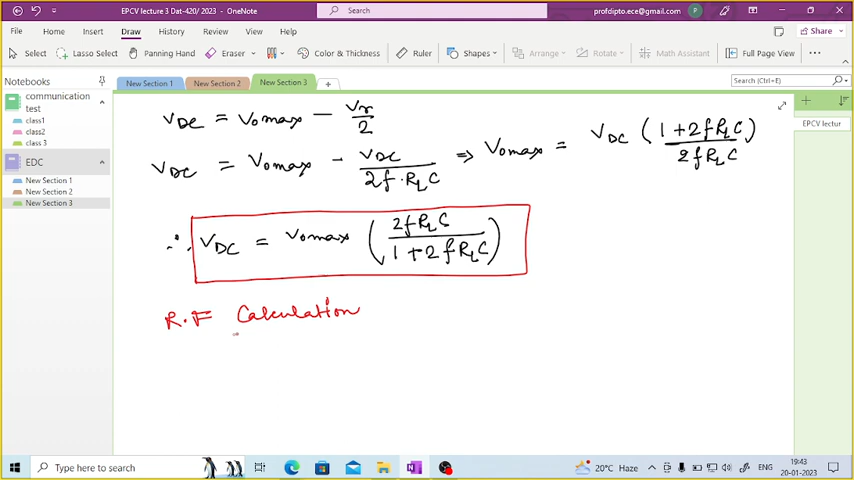 EPCV lecture 3 Dat-420/ 2023 - OneNote
Search
profdipto.ece@gmail.com
P
File Home Insert Draw History Review View Help
Share
Select Lasso Select Panning Hand Eraser Color & Thickness Ruler Shapes Arrange Rotate Math Assistant Full Page View
Notebooks
New Section 1 New Section 2 New Section 3 +
Search (Ctrl+E)
communication test
class1
class2
class 3
EDC
New Section 1
New Section 2
New Section 3
EPCV lectur
V_DC = V_omax − V_r/2
V_DC = V_omax − V_DC/(2f·R_L C) ⇒ V_omax = V_DC ((1+2fR_L C)/(2fR_L C))
∴ V_DC = V_omax (2fR_L C/(1+2fR_L C))
R.F Calculation
Type here to search
20°C Haze
ENG
19:43
20-01-2023